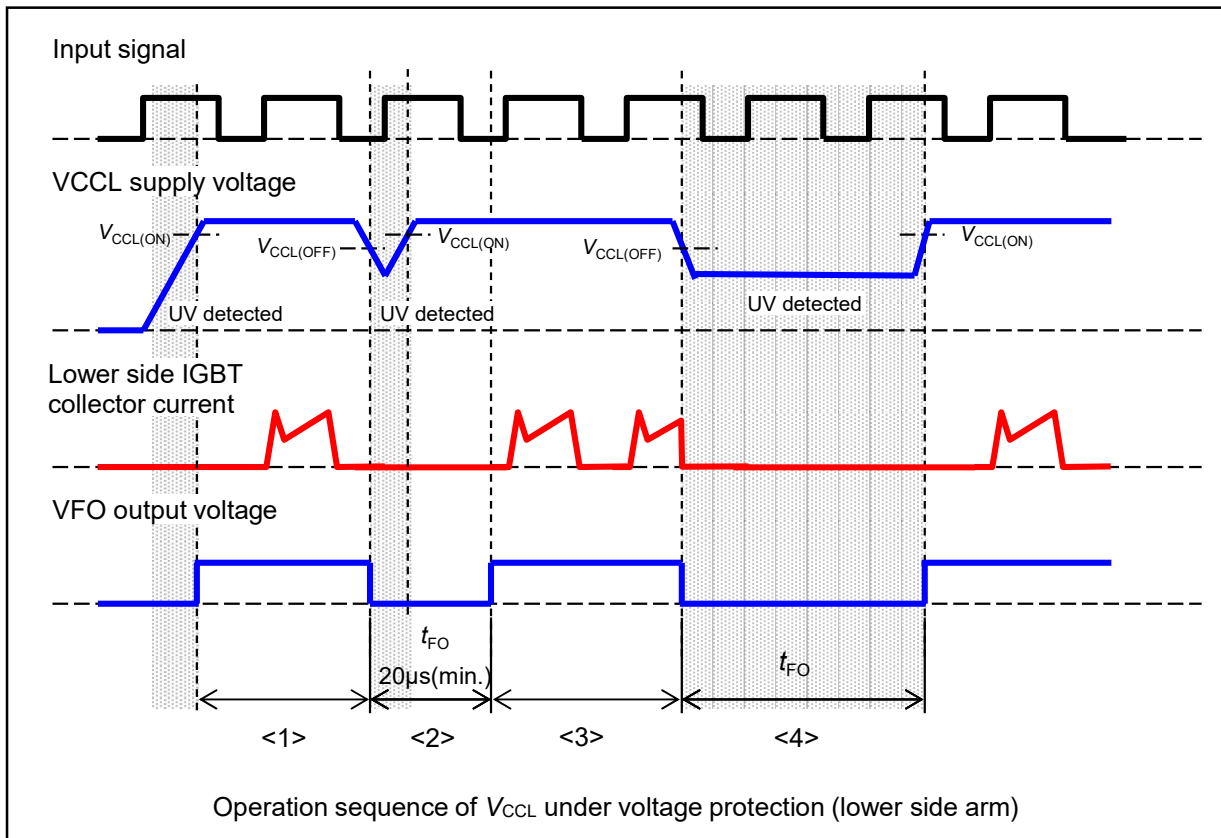 Input signal
VCCL supply voltage
VCCL(ON)
VCCL(OFF)
VCCL(ON)
VCCL(OFF)
VCCL(ON)
UV detected
UV detected
UV detected
Lower side IGBT
collector current
VFO output voltage
tFO
20µs(min.)
tFO
<1>
<2>
<3>
<4>
Operation sequence of VCCL under voltage protection (lower side arm)